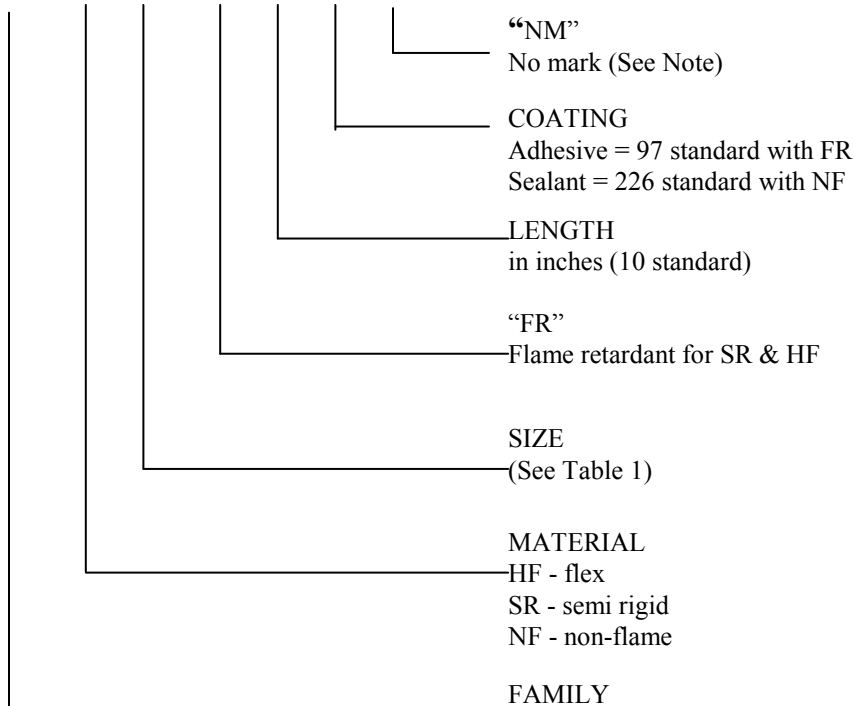 “NM”
No mark (See Note)
COATING
Adhesive = 97 standard with FR
Sealant = 226 standard with NF
LENGTH
in inches (10 standard)
“FR”
Flame retardant for SR & HF
SIZE
(See Table 1)
MATERIAL
HF - flex
SR - semi rigid
NF - non-flame
FAMILY